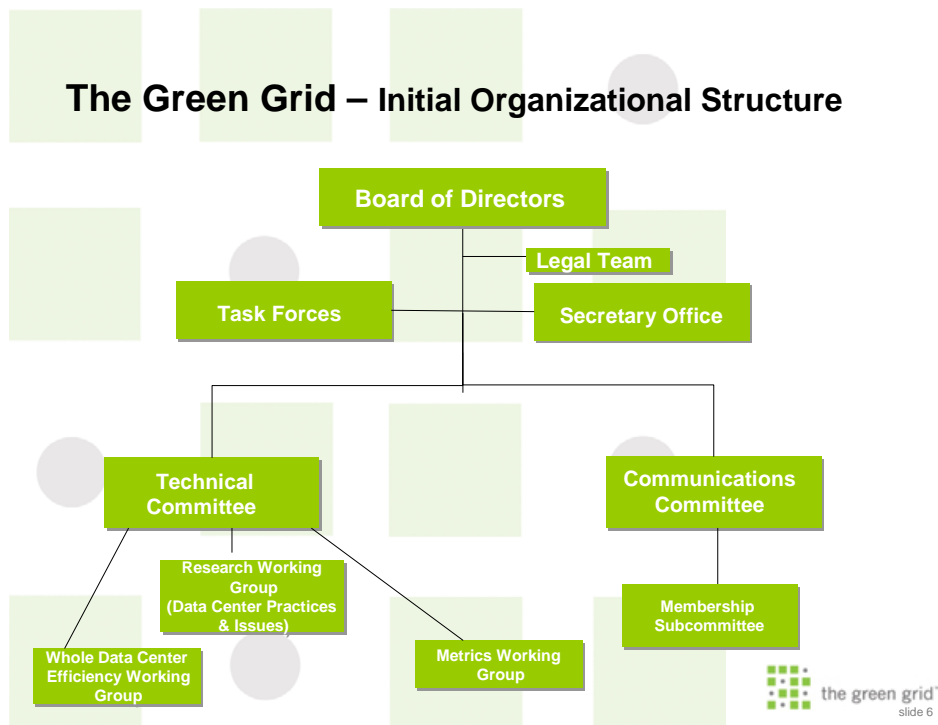 The Green Grid – Initial Organizational Structure
Board of Directors
Legal Team
Task Forces
Secretary Office
Technical
Committee
Communications
Committee
Research Working
Group
(Data Center Practices
& Issues)
Membership
Subcommittee
Whole Data Center
Efficiency Working
Group
Metrics Working
Group
the green grid
slide 6